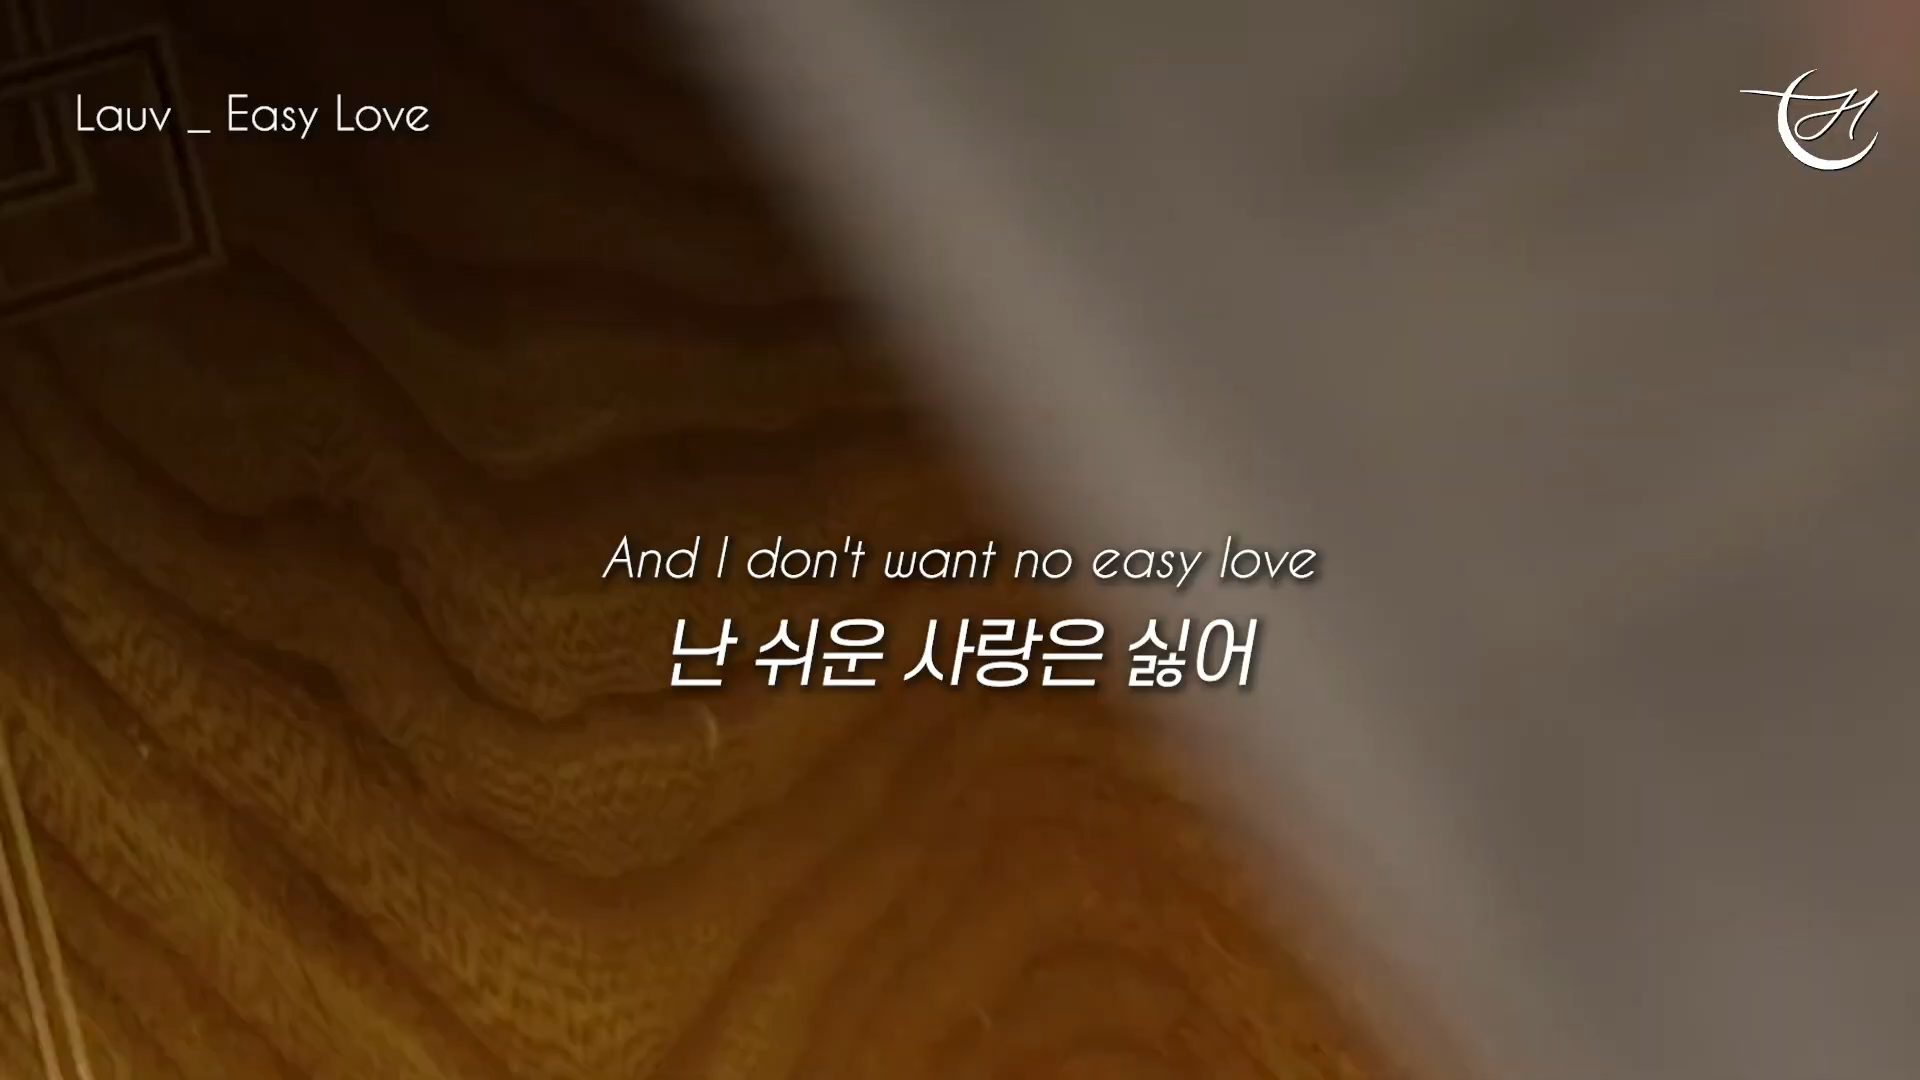 Lauv _ Easy Love
And I don't want no easy love
난 쉬운 사랑은 싫어